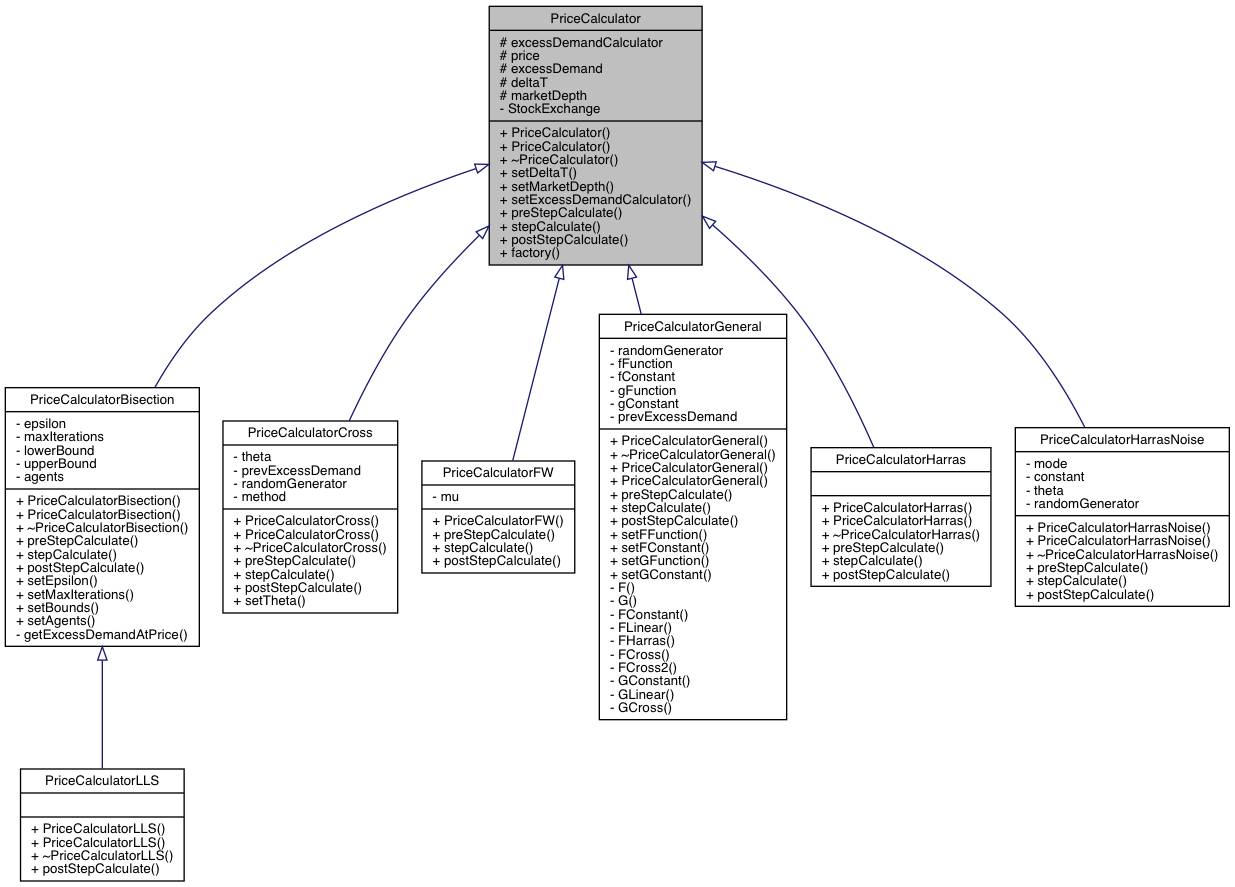 PriceCalculator
# excessDemandCalculator
# price
# excessDemand
# deltaT
# marketDepth
- StockExchange
+ PriceCalculator()
+ PriceCalculator()
+ ~PriceCalculator()
+ setDeltaT()
+ setMarketDepth()
+ setExcessDemandCalculator()
+ preStepCalculate()
+ stepCalculate()
+ postStepCalculate()
+ factory()
PriceCalculatorBisection
- epsilon
- maxIterations
- lowerBound
- upperBound
- agents
+ PriceCalculatorBisection()
+ PriceCalculatorBisection()
+ ~PriceCalculatorBisection()
+ preStepCalculate()
+ stepCalculate()
+ postStepCalculate()
+ setEpsilon()
+ setMaxIterations()
+ setBounds()
+ setAgents()
- getExcessDemandAtPrice()
PriceCalculatorCross
- theta
- prevExcessDemand
- randomGenerator
- method
+ PriceCalculatorCross()
+ PriceCalculatorCross()
+ ~PriceCalculatorCross()
+ preStepCalculate()
+ stepCalculate()
+ postStepCalculate()
+ setTheta()
PriceCalculatorFW
- mu
+ PriceCalculatorFW()
+ preStepCalculate()
+ stepCalculate()
+ postStepCalculate()
PriceCalculatorGeneral
- randomGenerator
- fFunction
- fConstant
- gFunction
- gConstant
- prevExcessDemand
+ PriceCalculatorGeneral()
+ ~PriceCalculatorGeneral()
+ PriceCalculatorGeneral()
+ PriceCalculatorGeneral()
+ preStepCalculate()
+ stepCalculate()
+ postStepCalculate()
+ setFFunction()
+ setFConstant()
+ setGFunction()
+ setGConstant()
- F()
- G()
- FConstant()
- FLinear()
- FHarras()
- FCross()
- FCross2()
- GConstant()
- GLinear()
- GCross()
PriceCalculatorHarras
+ PriceCalculatorHarras()
+ PriceCalculatorHarras()
+ ~PriceCalculatorHarras()
+ preStepCalculate()
+ stepCalculate()
+ postStepCalculate()
PriceCalculatorHarrasNoise
- mode
- constant
- theta
- randomGenerator
+ PriceCalculatorHarrasNoise()
+ PriceCalculatorHarrasNoise()
+ ~PriceCalculatorHarrasNoise()
+ preStepCalculate()
+ stepCalculate()
+ postStepCalculate()
PriceCalculatorLLS
+ PriceCalculatorLLS()
+ PriceCalculatorLLS()
+ ~PriceCalculatorLLS()
+ postStepCalculate()